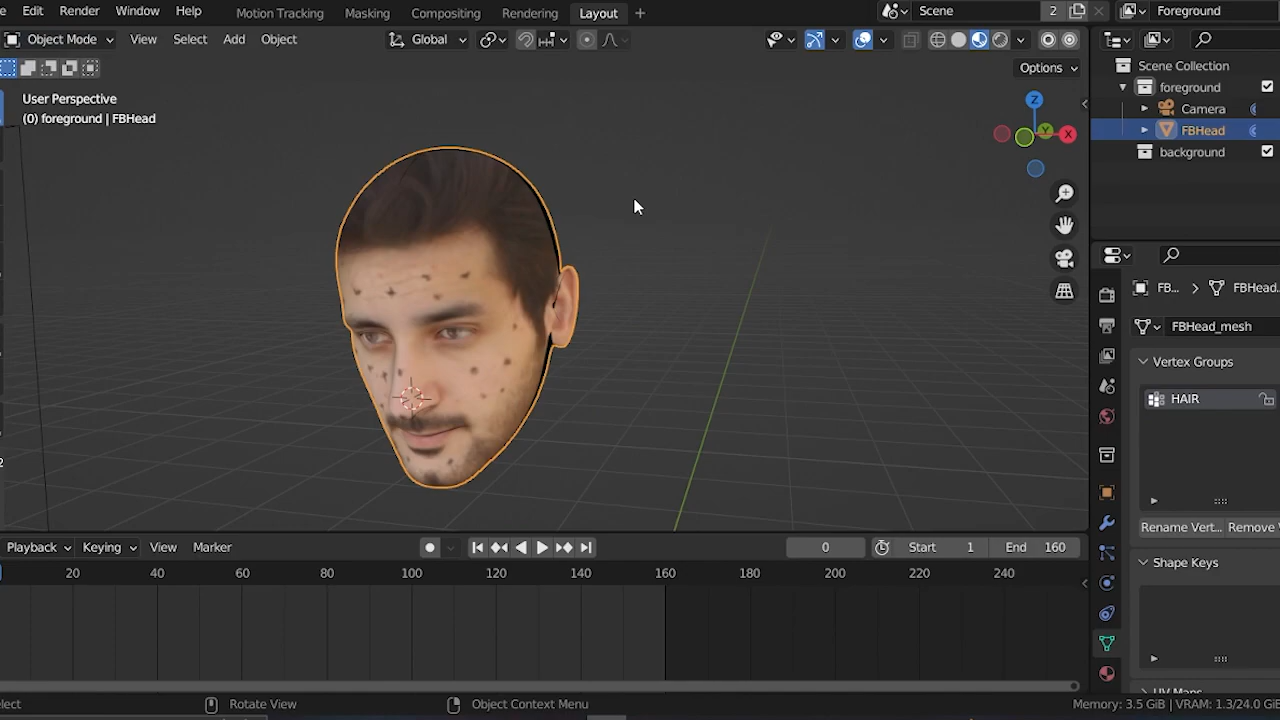 Edit Render Window Help Motion Tracking Masking Compositing Rendering Layout + Scene 2 Foreground
Object Mode View Select Add Object Global
Options
User Perspective
(0) foreground | FBHead
Z
Y X
Scene Collection
foreground
Camera
FBHead
background
FB... > FBHead.
FBHead_mesh
Vertex Groups
HAIR
Rename Vert... Remove
Shape Keys
UV Maps
Playback Keying View Marker 0 Start 1 End 160
20 40 60 80 100 120 140 160 180 200 220 240
Rotate View Object Context Menu Memory: 3.5 GiB | VRAM: 1.3/24.0 Gi